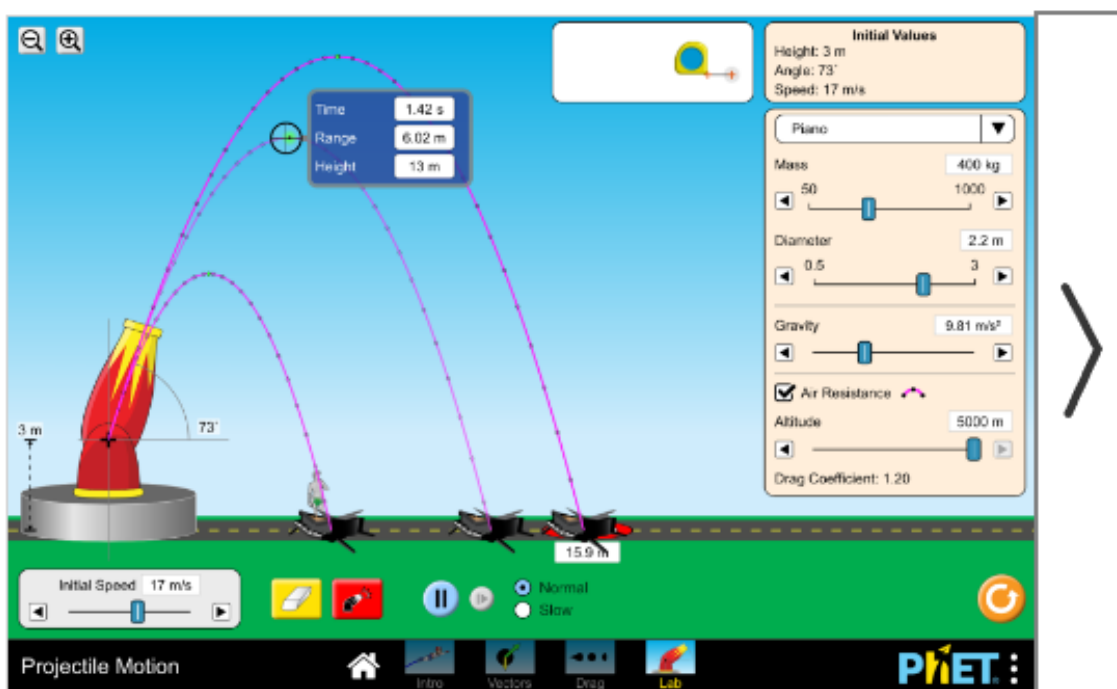 Initial Values
Height: 3 m
Angle: 73°
Speed: 17 m/s
Time 1.42 s
Range 6.02 m
Height 13 m
Piano
Mass 400 kg
50 1000
Diameter 2.2 m
0.5 3
Gravity 9.81 m/s²
Air Resistance
Altitude 5000 m
Drag Coefficient: 1.20
73°
3 m
15.9 m
Initial Speed 17 m/s
Normal
Slow
Projectile Motion
Intro Vectors Drag Lab
PhET